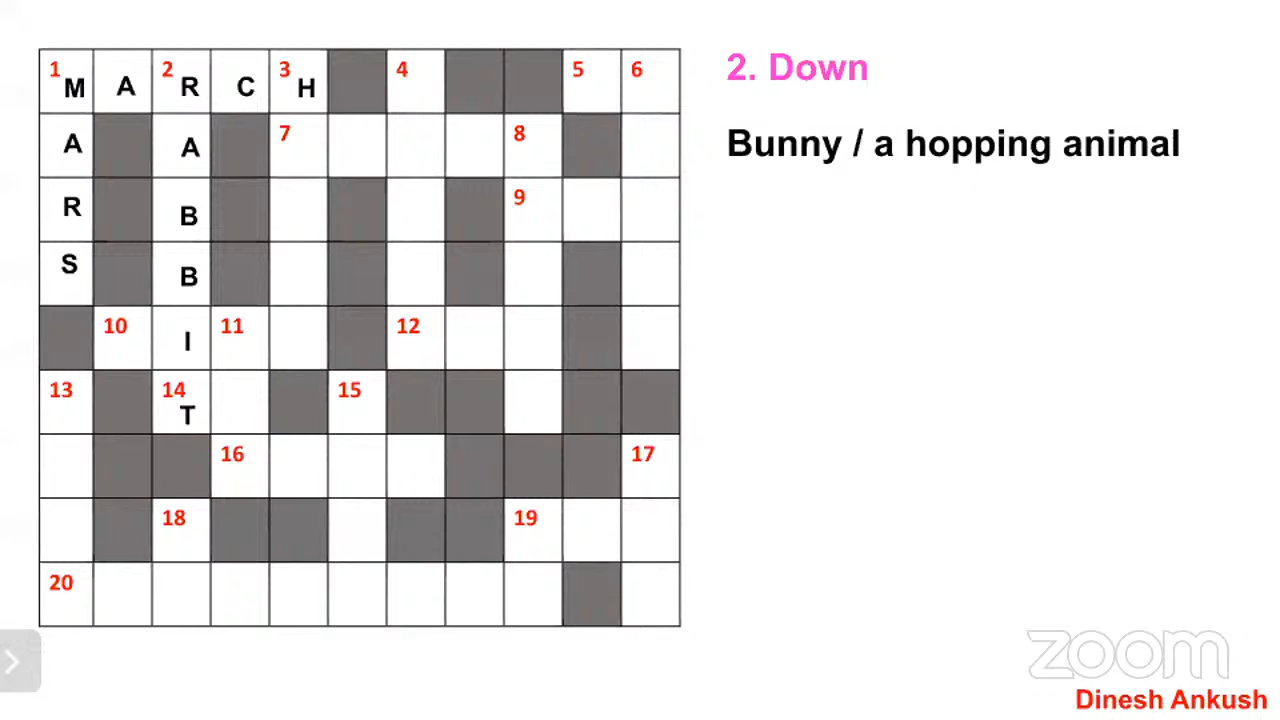 1 M A 2 R C 3 H 4 5 6
A A 7 8
R B 9
S B
10 I 11 12
13 14 T 15
16 17
18 19
20
2. Down
Bunny / a hopping animal
zoom
Dinesh Ankush